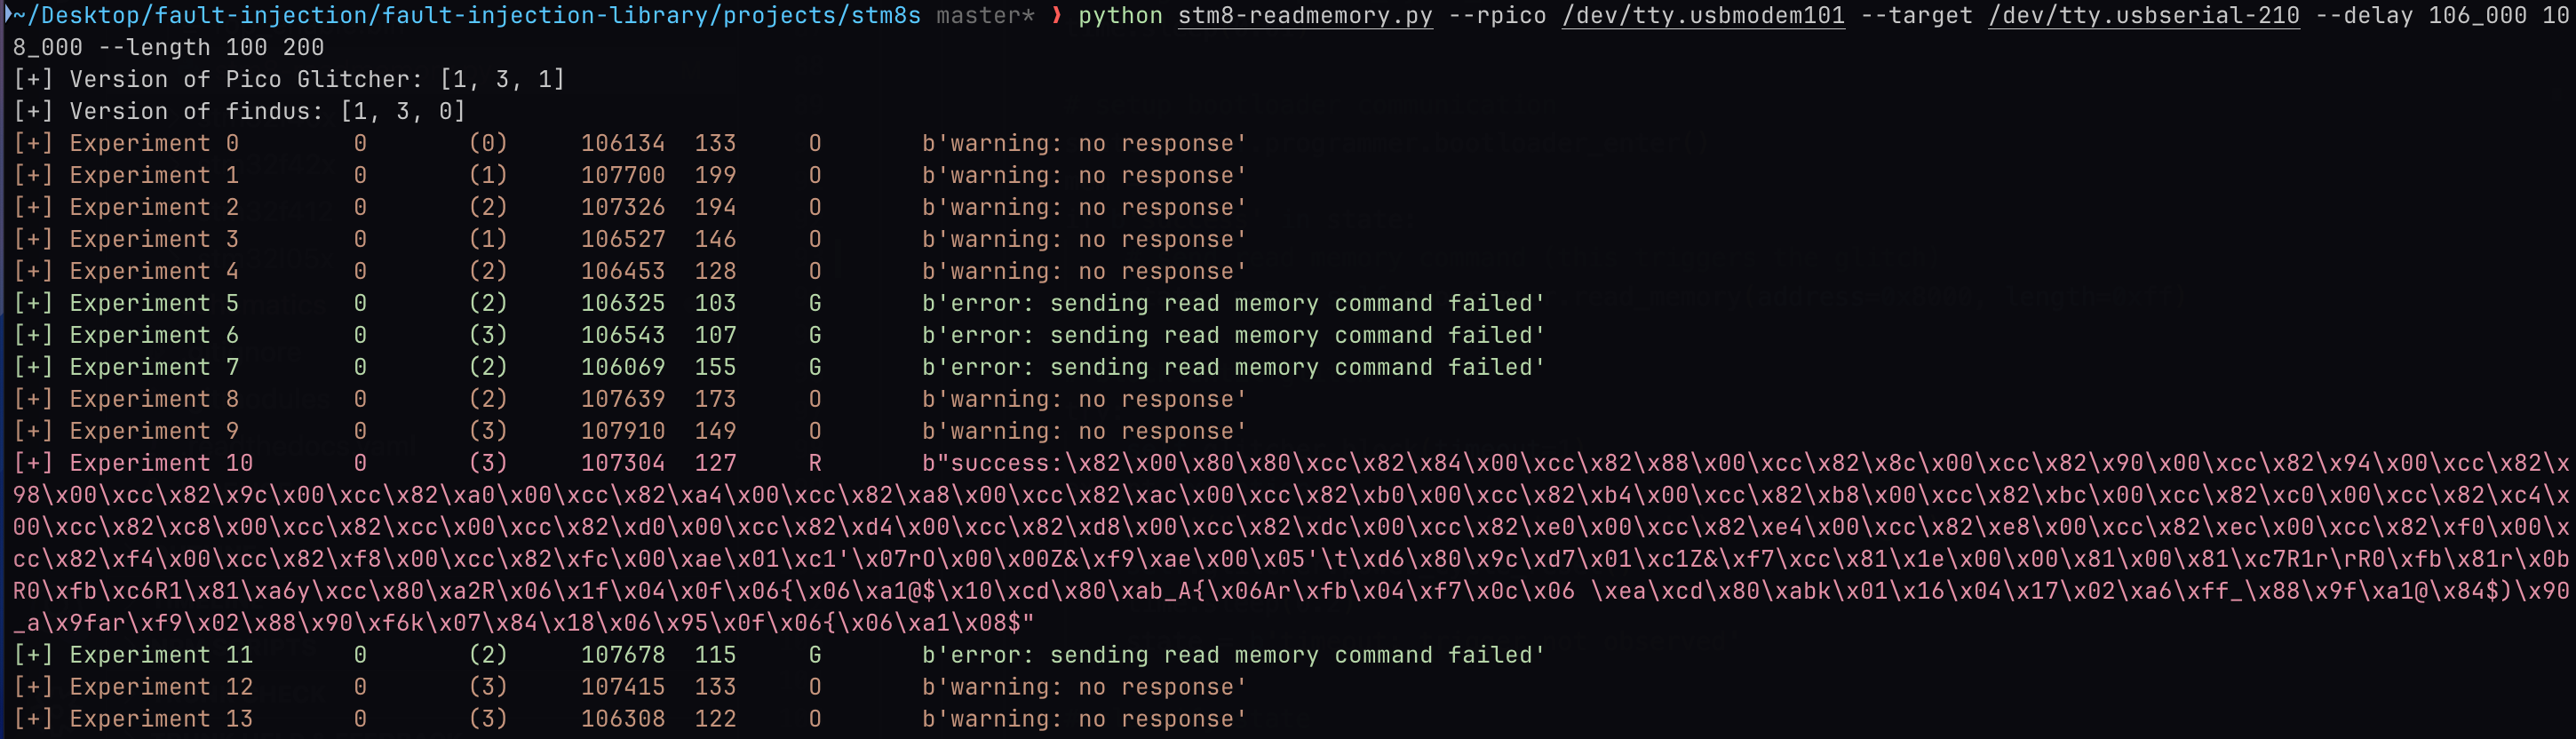 ~/Desktop/fault-injection/fault-injection-library/projects/stm8s master* ❯ python stm8-readmemory.py --rpico /dev/tty.usbmodem101 --target /dev/tty.usbserial-210 --delay 106_000 10
8_000 --length 100 200
[+] Version of Pico Glitcher: [1, 3, 1]
[+] Version of findus: [1, 3, 0]
[+] Experiment 0 0 (0) 106134 133 O b'warning: no response'
[+] Experiment 1 0 (1) 107700 199 O b'warning: no response'
[+] Experiment 2 0 (2) 107326 194 O b'warning: no response'
[+] Experiment 3 0 (1) 106527 146 O b'warning: no response'
[+] Experiment 4 0 (2) 106453 128 O b'warning: no response'
[+] Experiment 5 0 (2) 106325 103 G b'error: sending read memory command failed'
[+] Experiment 6 0 (3) 106543 107 G b'error: sending read memory command failed'
[+] Experiment 7 0 (2) 106069 155 G b'error: sending read memory command failed'
[+] Experiment 8 0 (2) 107639 173 O b'warning: no response'
[+] Experiment 9 0 (3) 107910 149 O b'warning: no response'
[+] Experiment 10 0 (3) 107304 127 R b"success:\x82\x00\x80\x80\xcc\x82\x84\x00\xcc\x82\x88\x00\xcc\x82\x8c\x00\xcc\x82\x90\x00\xcc\x82\x94\x00\xcc\x82\x
98\x00\xcc\x82\x9c\x00\xcc\x82\xa0\x00\xcc\x82\xa4\x00\xcc\x82\xa8\x00\xcc\x82\xac\x00\xcc\x82\xb0\x00\xcc\x82\xb4\x00\xcc\x82\xb8\x00\xcc\x82\xbc\x00\xcc\x82\xc0\x00\xcc\x82\xc4\x
00\xcc\x82\xc8\x00\xcc\x82\xcc\x00\xcc\x82\xd0\x00\xcc\x82\xd4\x00\xcc\x82\xd8\x00\xcc\x82\xdc\x00\xcc\x82\xe0\x00\xcc\x82\xe4\x00\xcc\x82\xe8\x00\xcc\x82\xec\x00\xcc\x82\xf0\x00\x
cc\x82\xf4\x00\xcc\x82\xf8\x00\xcc\x82\xfc\x00\xae\x01\xc1'\x07rO\x00\x00Z&\xf9\xae\x00\x05'\t\xd6\x80\x9c\xd7\x01\xc1Z&\xf7\xcc\x81\x1e\x00\x00\x81\x00\x81\xc7R1r\rR0\xfb\x81r\x0b
R0\xfb\xc6R1\x81\xa6y\xcc\x80\xa2R\x06\x1f\x04\x0f\x06{\x06\xa1@$\x10\xcd\x80\xab_A{\x06Ar\xfb\x04\xf7\x0c\x06 \xea\xcd\x80\xabk\x01\x16\x04\x17\x02\xa6\xff_\x88\x9f\xa1@\x84$)\x90
_a\x9far\xf9\x02\x88\x90\xf6k\x07\x84\x18\x06\x95\x0f\x06{\x06\xa1\x08$"
[+] Experiment 11 0 (2) 107678 115 G b'error: sending read memory command failed'
[+] Experiment 12 0 (3) 107415 133 O b'warning: no response'
[+] Experiment 13 0 (3) 106308 122 O b'warning: no response'